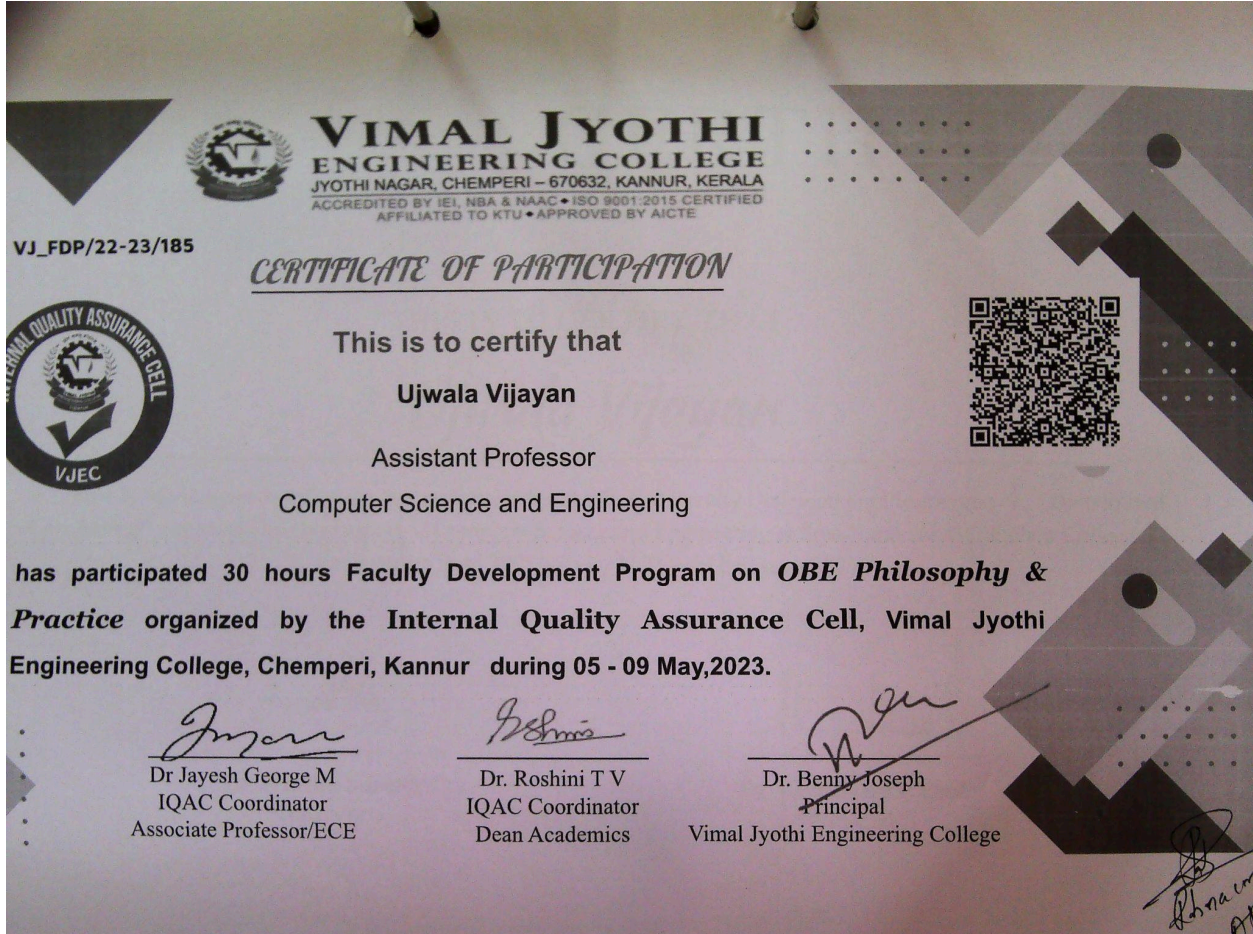 VIMAL JYOTHI
ENGINEERING COLLEGE
JYOTHI NAGAR, CHEMPERI – 670632, KANNUR, KERALA
ACCREDITED BY IEI, NBA & NAAC ◆ ISO 9001:2015 CERTIFIED
AFFILIATED TO KTU ◆ APPROVED BY AICTE
VJ_FDP/22-23/185
CERTIFICATE OF PARTICIPATION
INTERNAL QUALITY ASSURANCE CELL
VJEC
This is to certify that
Ujwala Vijayan
Assistant Professor
Computer Science and Engineering
has participated 30 hours Faculty Development Program on OBE Philosophy &
Practice organized by the Internal Quality Assurance Cell, Vimal Jyothi
Engineering College, Chemperi, Kannur during 05 - 09 May,2023.
Dr Jayesh George M
IQAC Coordinator
Associate Professor/ECE
Dr. Roshini T V
IQAC Coordinator
Dean Academics
Dr. Benny Joseph
Principal
Vimal Jyothi Engineering College